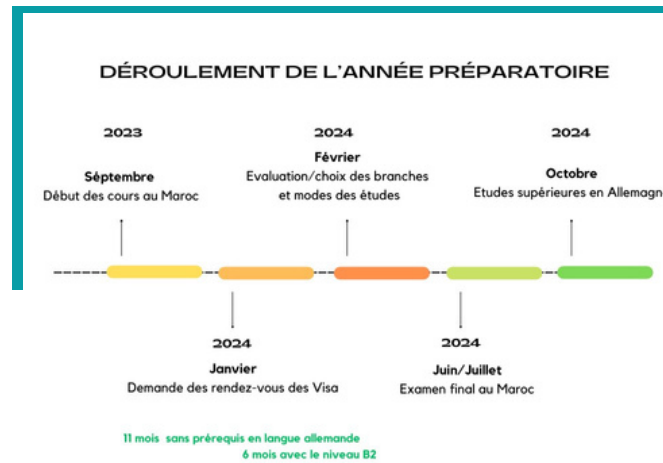 DÉROULEMENT DE L'ANNÉE PRÉPARATOIRE
2023
Séptembre
Début des cours au Maroc
2024
Février
Evaluation/choix des branches
et modes des études
2024
Octobre
Etudes supérieures en Allemagn
2024
Janvier
Demande des rendez-vous des Visa
2024
Juin/Juillet
Examen final au Maroc
11 mois sans prérequis en langue allemande
6 mois avec le niveau B2